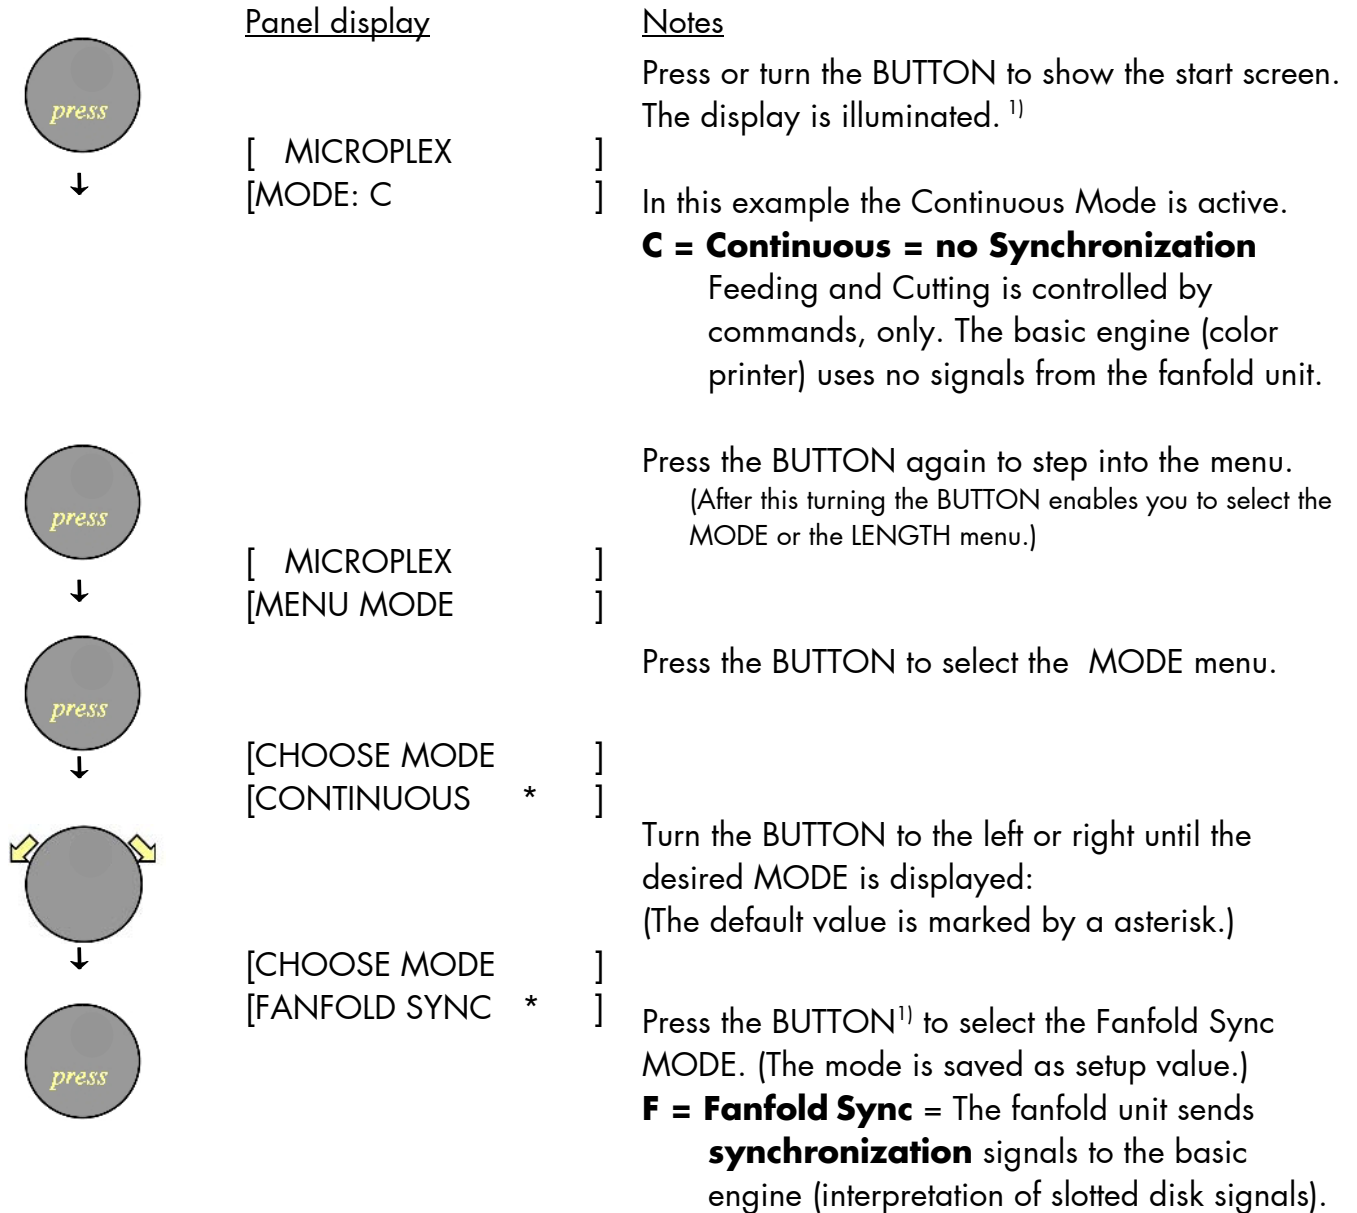 Panel display Notes
press
Press or turn the BUTTON to show the start screen.
The display is illuminated. 1)
[ MICROPLEX ]
[MODE: C ]
In this example the Continuous Mode is active.
C = Continuous = no Synchronization
Feeding and Cutting is controlled by
commands, only. The basic engine (color
printer) uses no signals from the fanfold unit.
press
Press the BUTTON again to step into the menu.
(After this turning the BUTTON enables you to select the
MODE or the LENGTH menu.)
[ MICROPLEX ]
[MENU MODE ]
press
Press the BUTTON to select the MODE menu.
[CHOOSE MODE ]
[CONTINUOUS * ]
Turn the BUTTON to the left or right until the
desired MODE is displayed:
(The default value is marked by a asterisk.)
[CHOOSE MODE ]
[FANFOLD SYNC * ]
press
Press the BUTTON1) to select the Fanfold Sync
MODE. (The mode is saved as setup value.)
F = Fanfold Sync = The fanfold unit sends
synchronization signals to the basic
engine (interpretation of slotted disk signals).